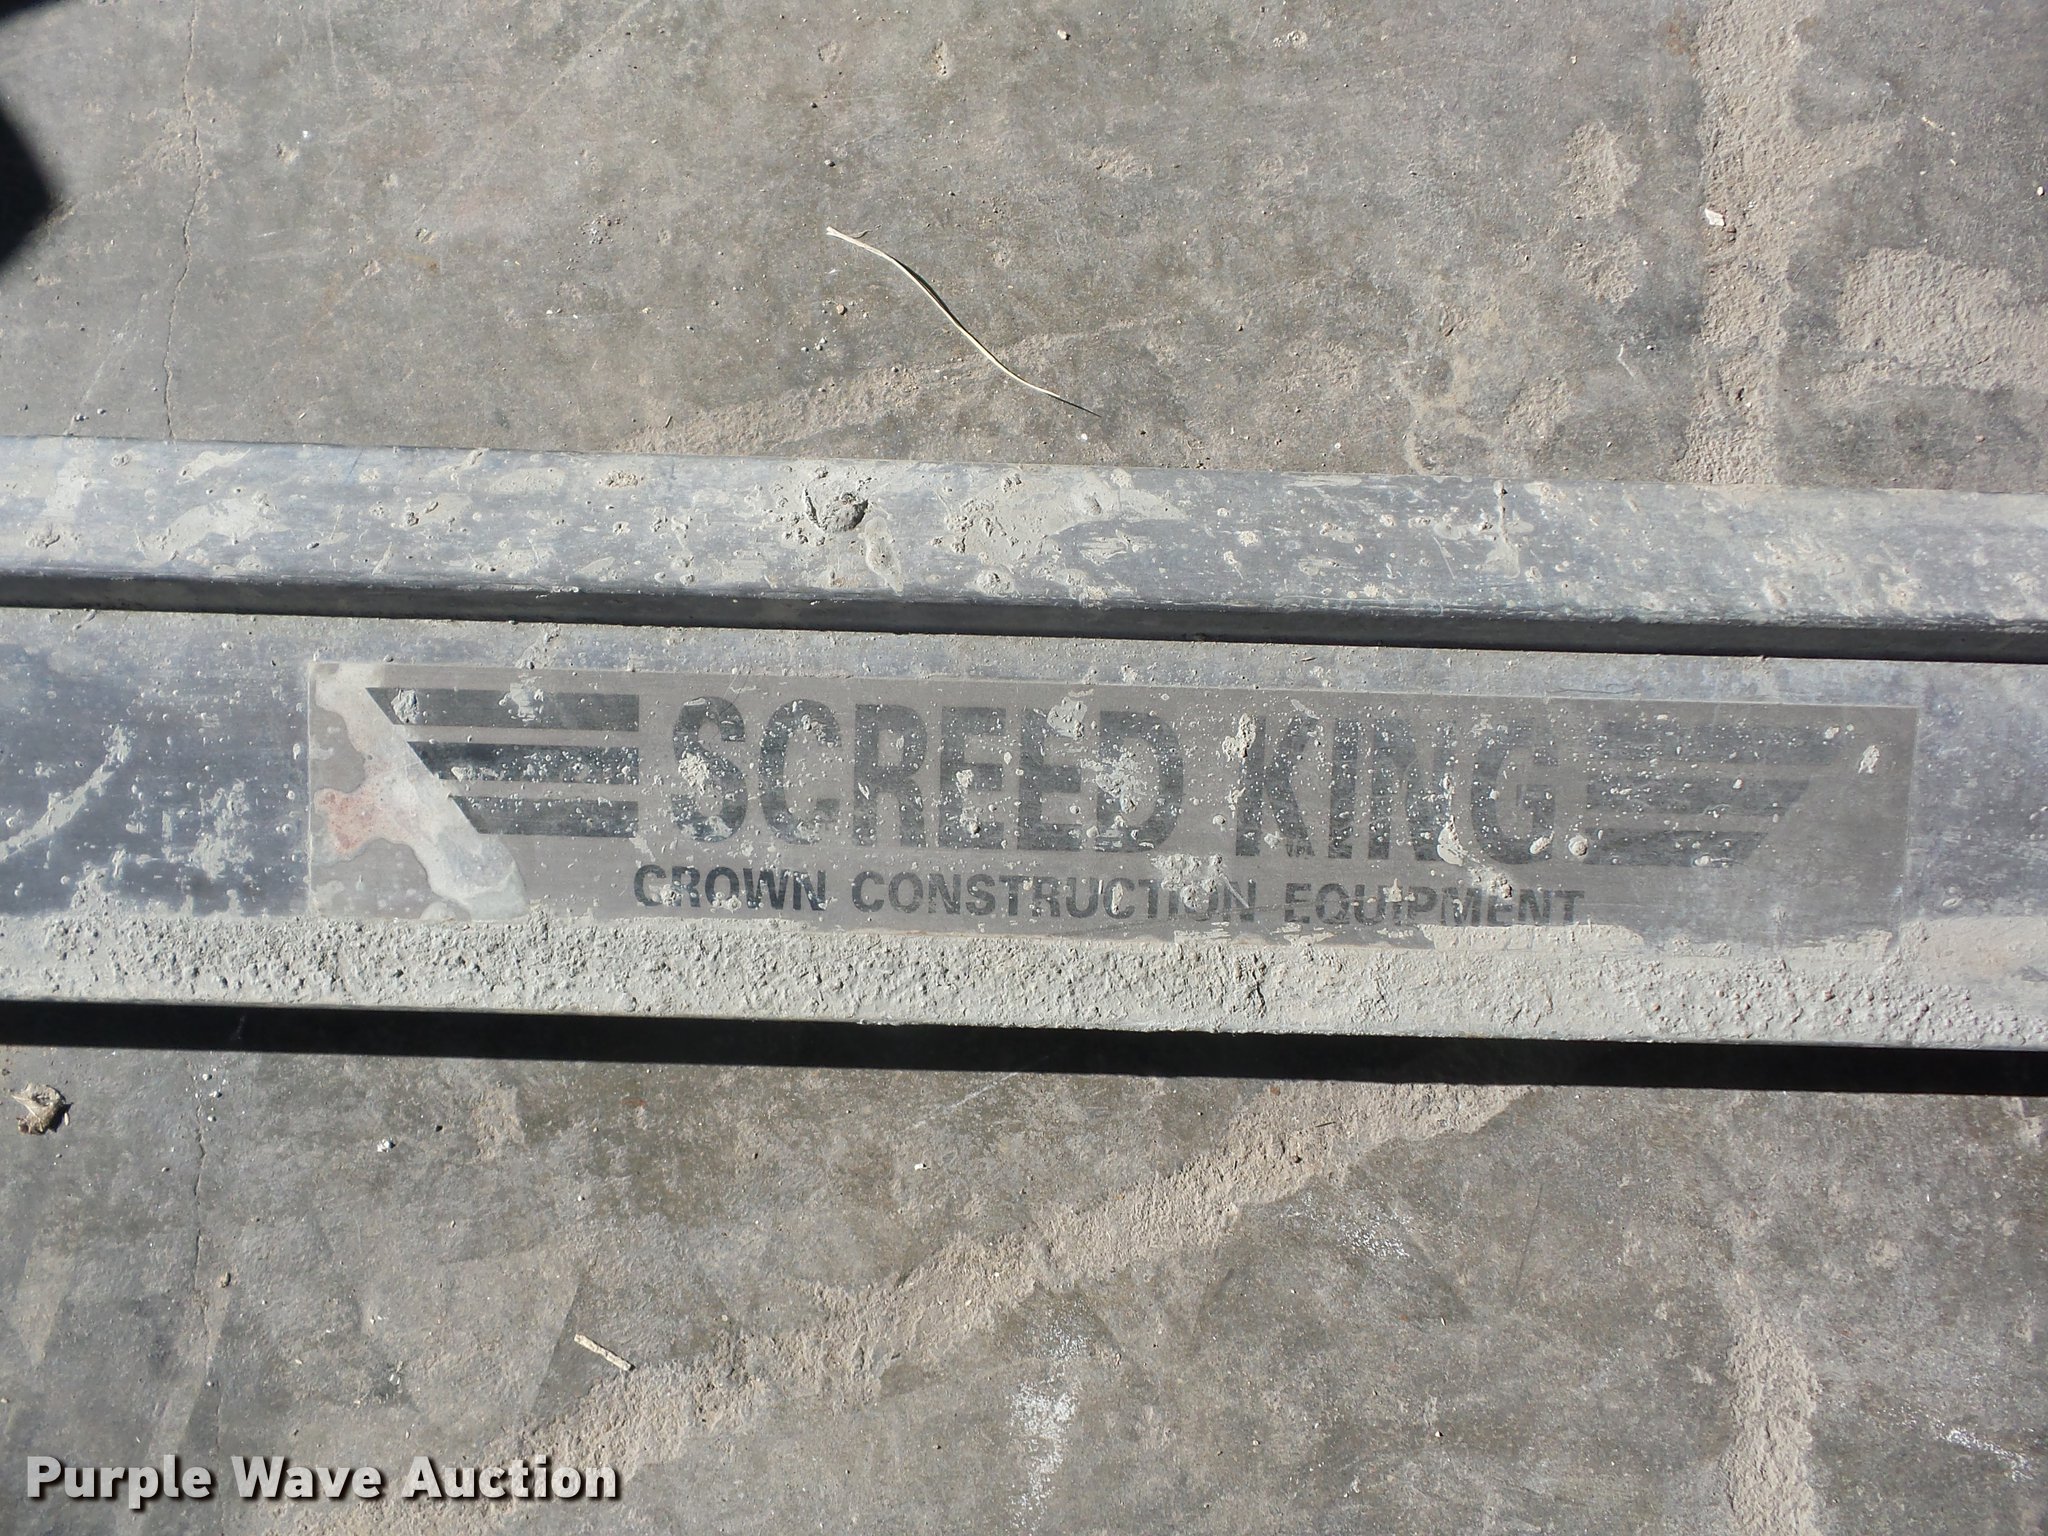 SCREED KING
CROWN CONSTRUCTION EQUIPMENT
Purple Wave Auction